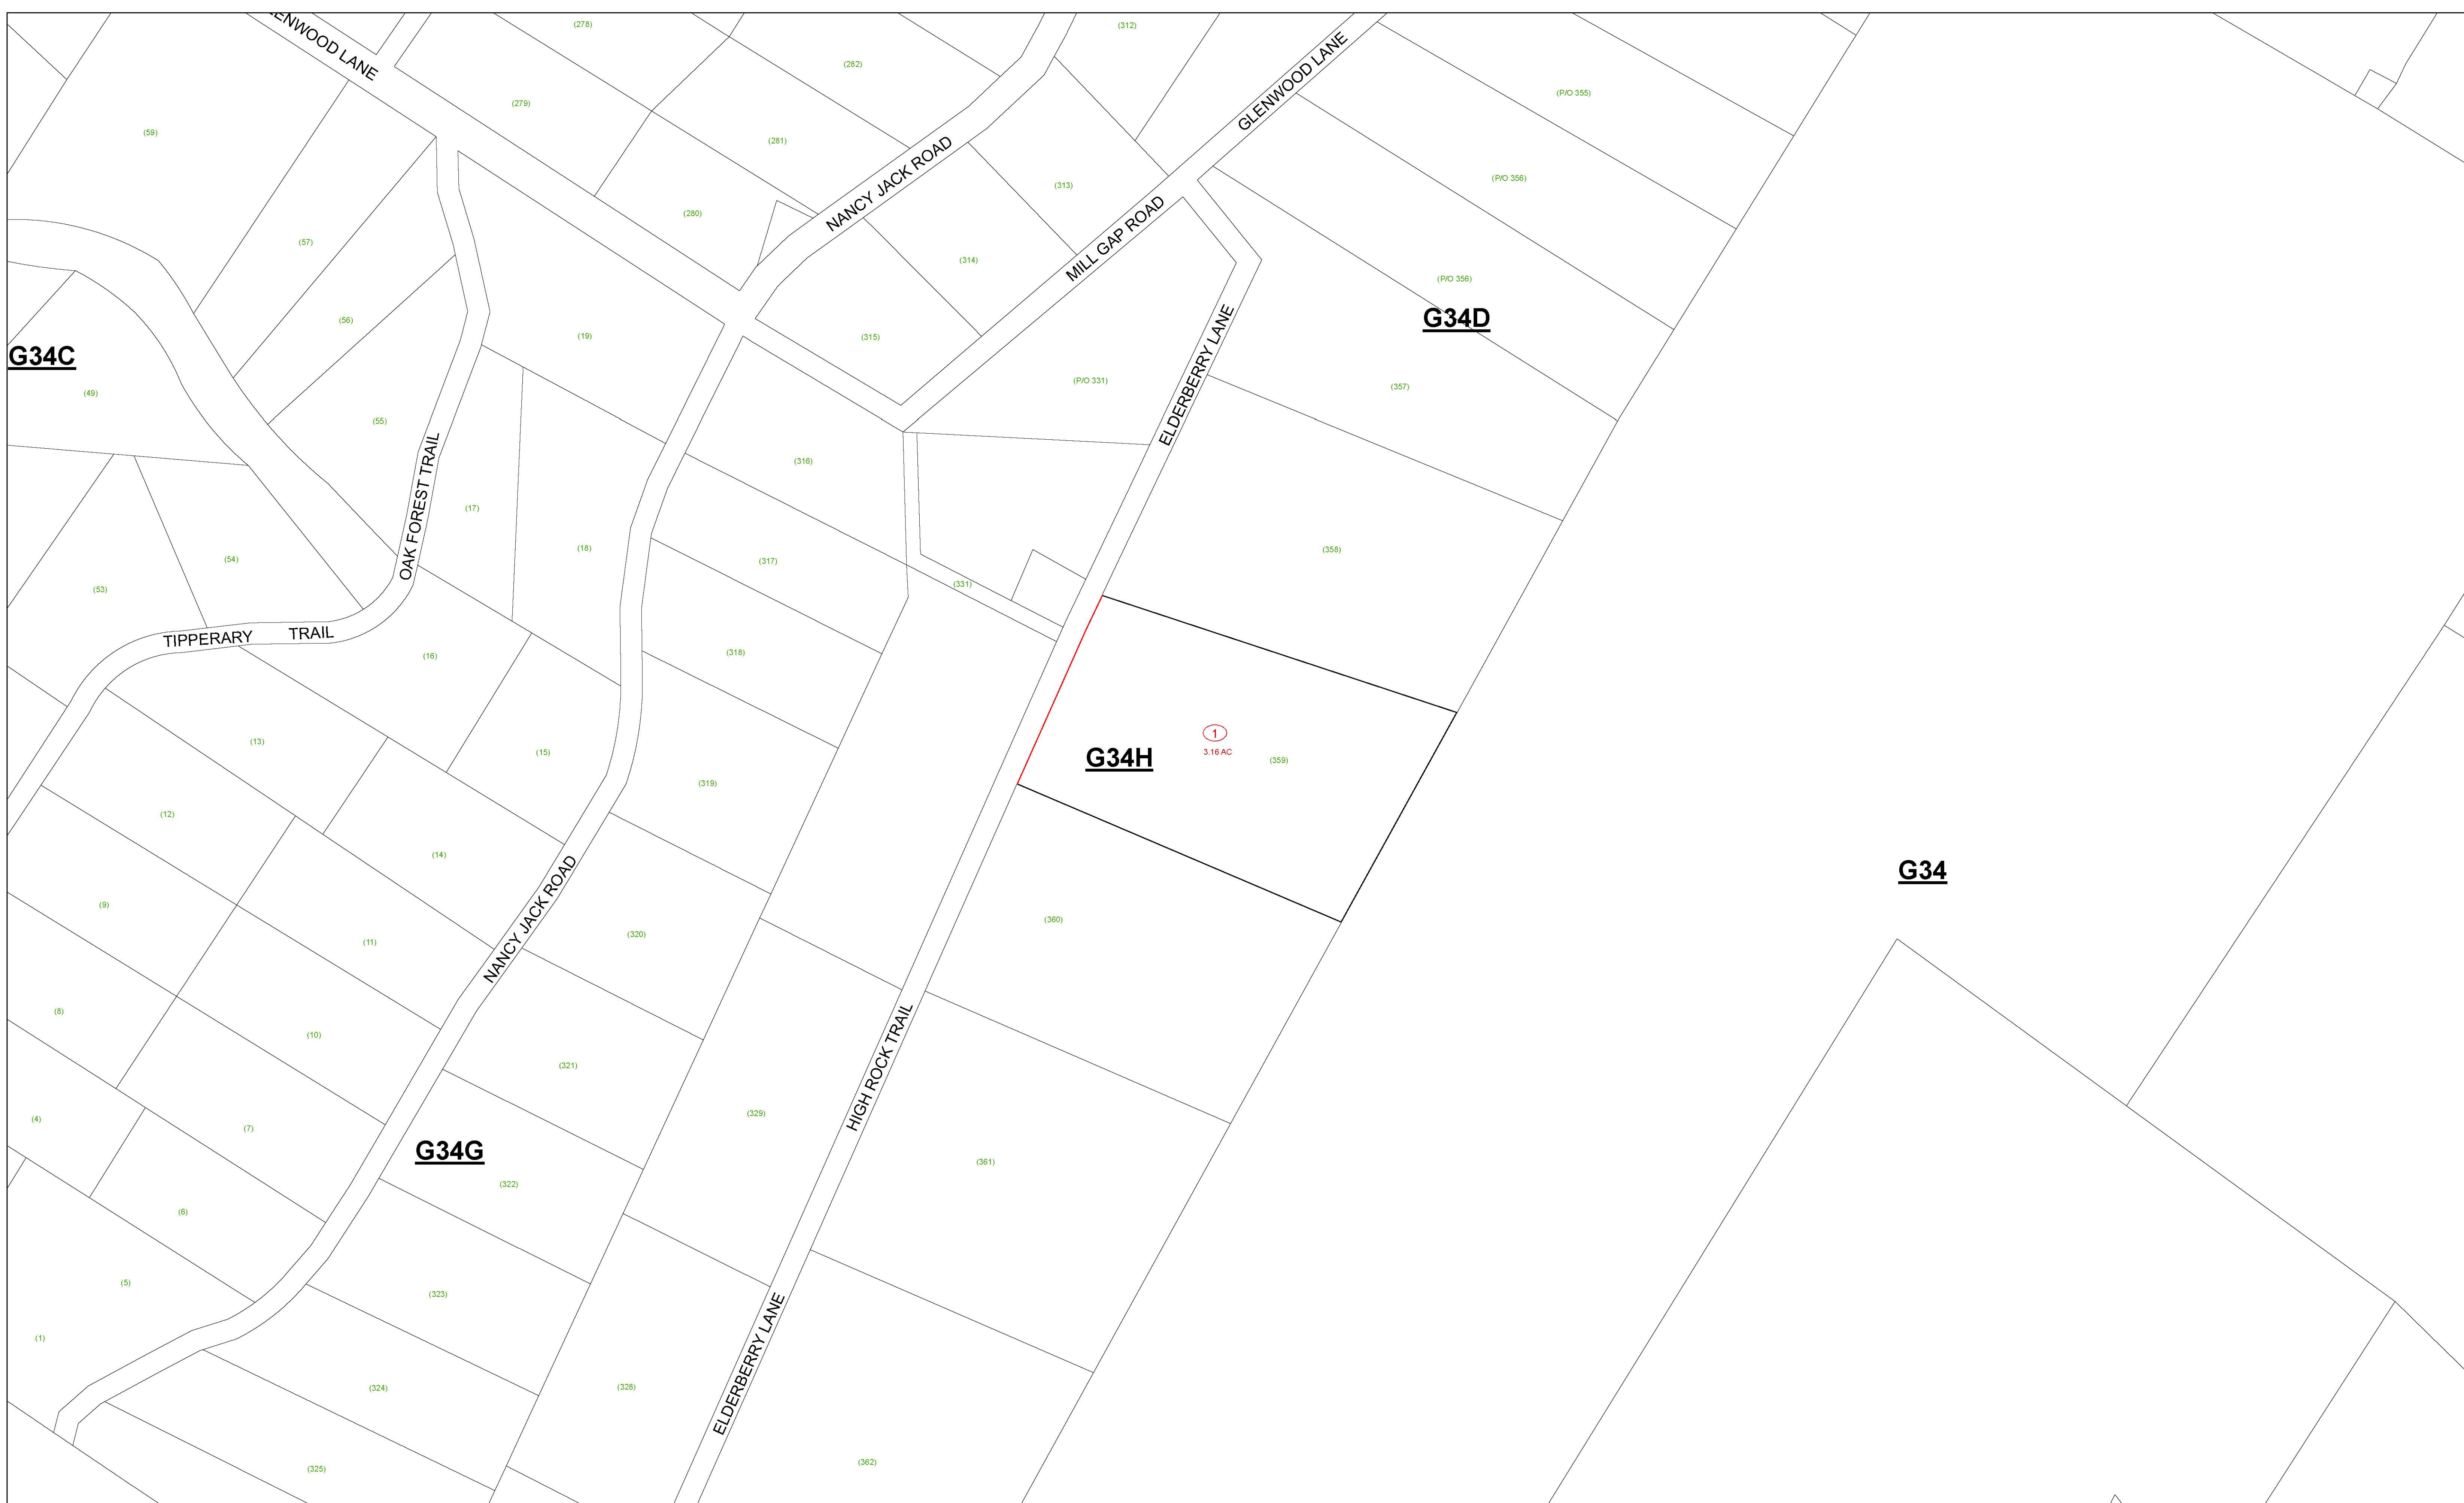 (278)
(312)
GLENWOOD LANE
ENWOOD LANE
(282)
(P/O 355)
(279)
(59)
(281)
NANCY JACK ROAD
(P/O 356)
(313)
(280)
MILL GAP ROAD
(57)
(314)
(P/O 356)
G34D
(56)
(19)
(315)
ELDERBERRY LANE
G34C
(P/O 331)
(357)
(49)
(55)
(316)
OAK FOREST TRAIL
(17)
(18)
(358)
(54)
(317)
(331)
(53)
TIPPERARY TRAIL
(16)
(318)
1
3.16 AC
G34H
(359)
(13)
(15)
(319)
(12)
(14)
G34
(9)
NANCY JACK ROAD
(360)
(11)
(320)
(8)
(10)
HIGH ROCK TRAIL
(321)
(4)
(7)
(329)
G34G
(361)
(322)
(6)
(5)
(323)
(1)
ELDERBERRY LANE
(324)
(328)
(325)
(362)